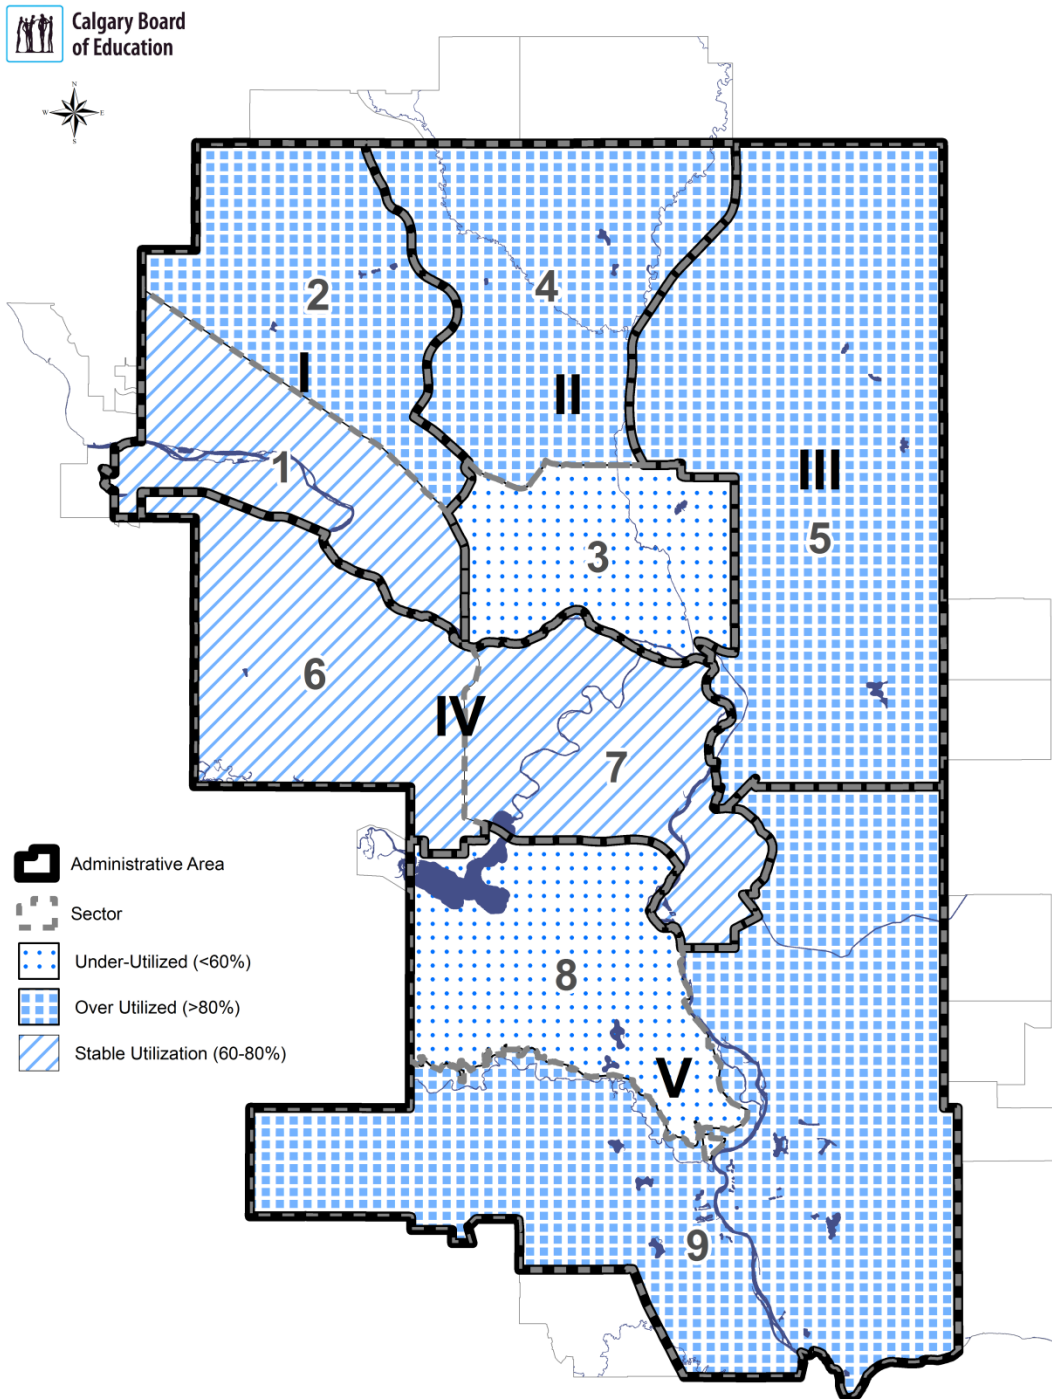 Calgary Board
of Education
N
W E
S
2
4
I
II
1
III
5
3
6
IV
7
Administrative Area
Sector
Under-Utilized (<60%)
8
Over Utilized (>80%)
Stable Utilization (60-80%)
V
9